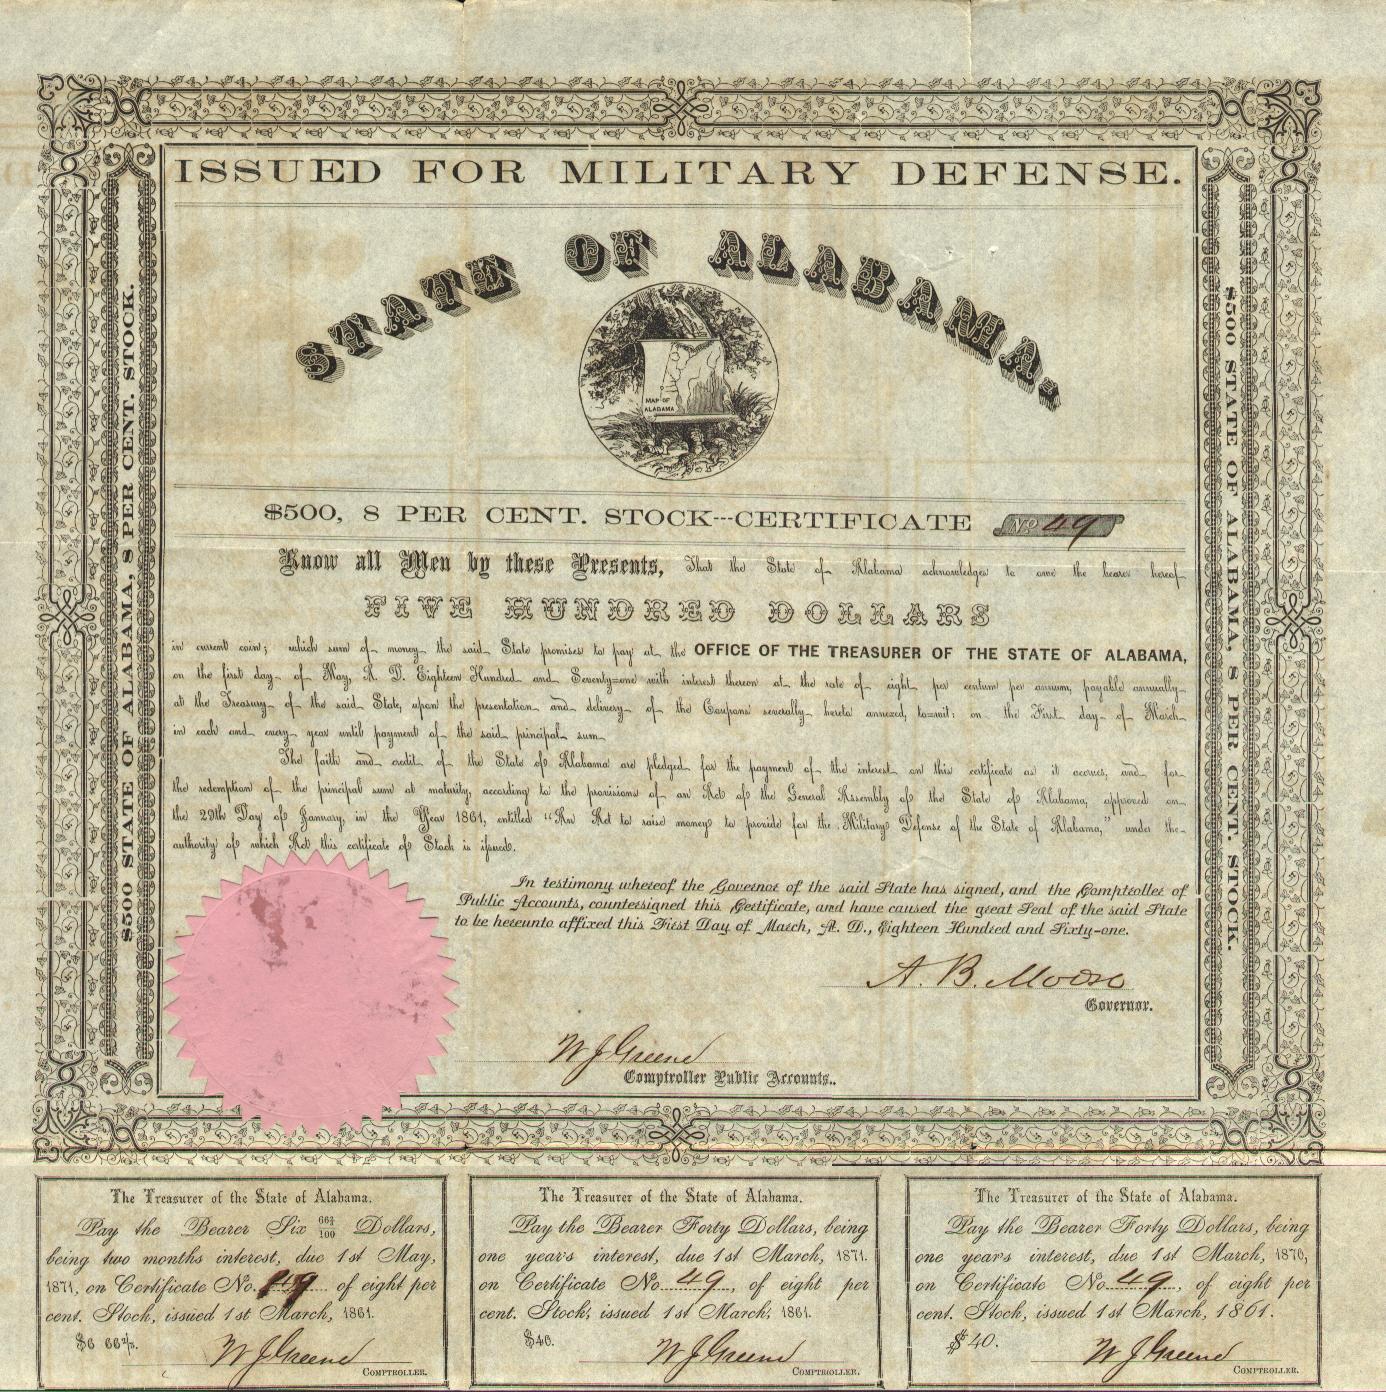 ISSUED FOR MILITARY DEFENSE.
STATE OF ALABAMA.
MAP OF
ALABAMA
$500, 8 PER CENT. STOCK---CERTIFICATE No 49
Know all Men by these Presents, That the State of Alabama acknowledges to owe the bearer hereof
FIVE HUNDRED DOLLARS
in current coin; which sum of money the said State promises to pay at the OFFICE OF THE TREASURER OF THE STATE OF ALABAMA,
on the first day of May, A. D. Eighteen Hundred and Seventy=one with interest thereon at the rate of eight per centum per annum, payable annually
at the Treasury of the said State, upon the presentation and delivery of the Coupons severally hereto annexed, to=wit: on the First day of March
in each and every year until payment of the said principal sum
The faith and credit of the State of Alabama are pledged for the payment of the interest on this certificate as it accrues, and for
the redemption of the principal sum at maturity, according to the provisions of an Act of the General Assembly of the State of Alabama, approved on
the 29th Day of January, in the Year 1861, entitled "An Act to raise money to provide for the Military Defense of the State of Alabama," under the
authority of which Act this certificate of Stock is issued.
In testimony whereof the Governor of the said State has signed, and the Comptroller of
Public Accounts, countersigned this Certificate, and have caused the great Seal of the said State
to be hereunto affixed this First Day of March, A. D., Eighteen Hundred and Sixty-one.
A. B. Moore
Governor.
W J Greene
Comptroller Public Accounts..
$500 STATE OF ALABAMA, 8 PER CENT. STOCK.
$500 STATE OF ALABAMA, 8 PER CENT. STOCK.
The Treasurer of the State of Alabama.
Pay the Bearer Six 66⅔/100 Dollars,
being two months interest, due 1st May,
1871, on Certificate No. 49 of eight per
cent. Stock, issued 1st March, 1861.
$6 66⅔.
W J Greene
COMPTROLLER.
The Treasurer of the State of Alabama.
Pay the Bearer Forty Dollars, being
one year's interest, due 1st March, 1871.
on Certificate No. 49, of eight per
cent. Stock, issued 1st March, 1861.
$40.
W J Greene
COMPTROLLER.
The Treasurer of the State of Alabama.
Pay the Bearer Forty Dollars, being
one year's interest, due 1st March, 1870,
on Certificate No. 49, of eight per
cent. Stock, issued 1st March, 1861.
$40.
W J Greene
COMPTROLLER.